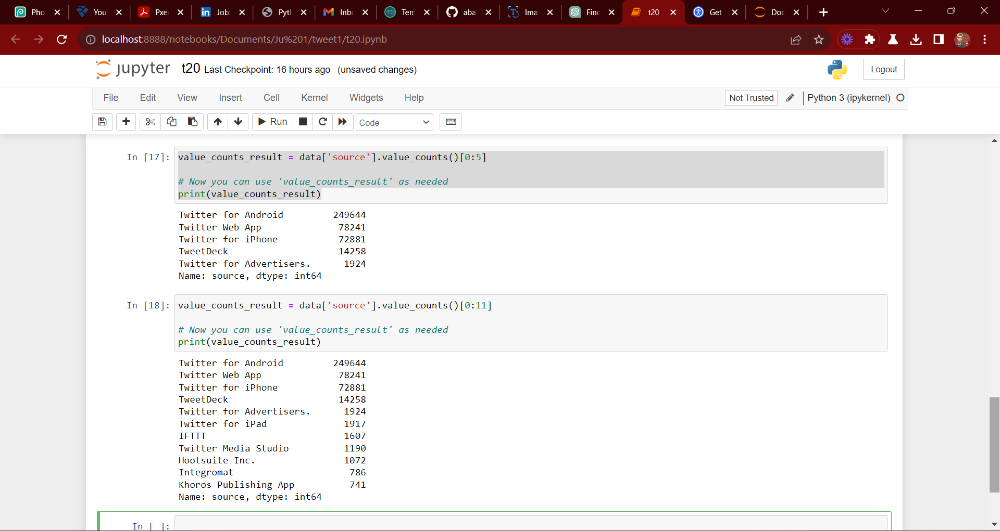 Pho
You
Pxe
Job
Pyt
Inb
Tem
aba
Ima
Finc
t20
Get
Doc
localhost:8888/notebooks/Documents/Ju%201/tweet1/t20.ipynb
jupyter t20 Last Checkpoint: 16 hours ago (unsaved changes)
Logout
File Edit View Insert Cell Kernel Widgets Help
Not Trusted
Python 3 (ipykernel)
Run
Code
In [17]: value_counts_result = data['source'].value_counts()[0:5]
# Now you can use 'value_counts_result' as needed
print(value_counts_result)
Twitter for Android 249644
Twitter Web App 78241
Twitter for iPhone 72881
TweetDeck 14258
Twitter for Advertisers. 1924
Name: source, dtype: int64
In [18]: value_counts_result = data['source'].value_counts()[0:11]
# Now you can use 'value_counts_result' as needed
print(value_counts_result)
Twitter for Android 249644
Twitter Web App 78241
Twitter for iPhone 72881
TweetDeck 14258
Twitter for Advertisers. 1924
Twitter for iPad 1917
IFTTT 1607
Twitter Media Studio 1190
Hootsuite Inc. 1072
Integromat 786
Khoros Publishing App 741
Name: source, dtype: int64
In [ ]: